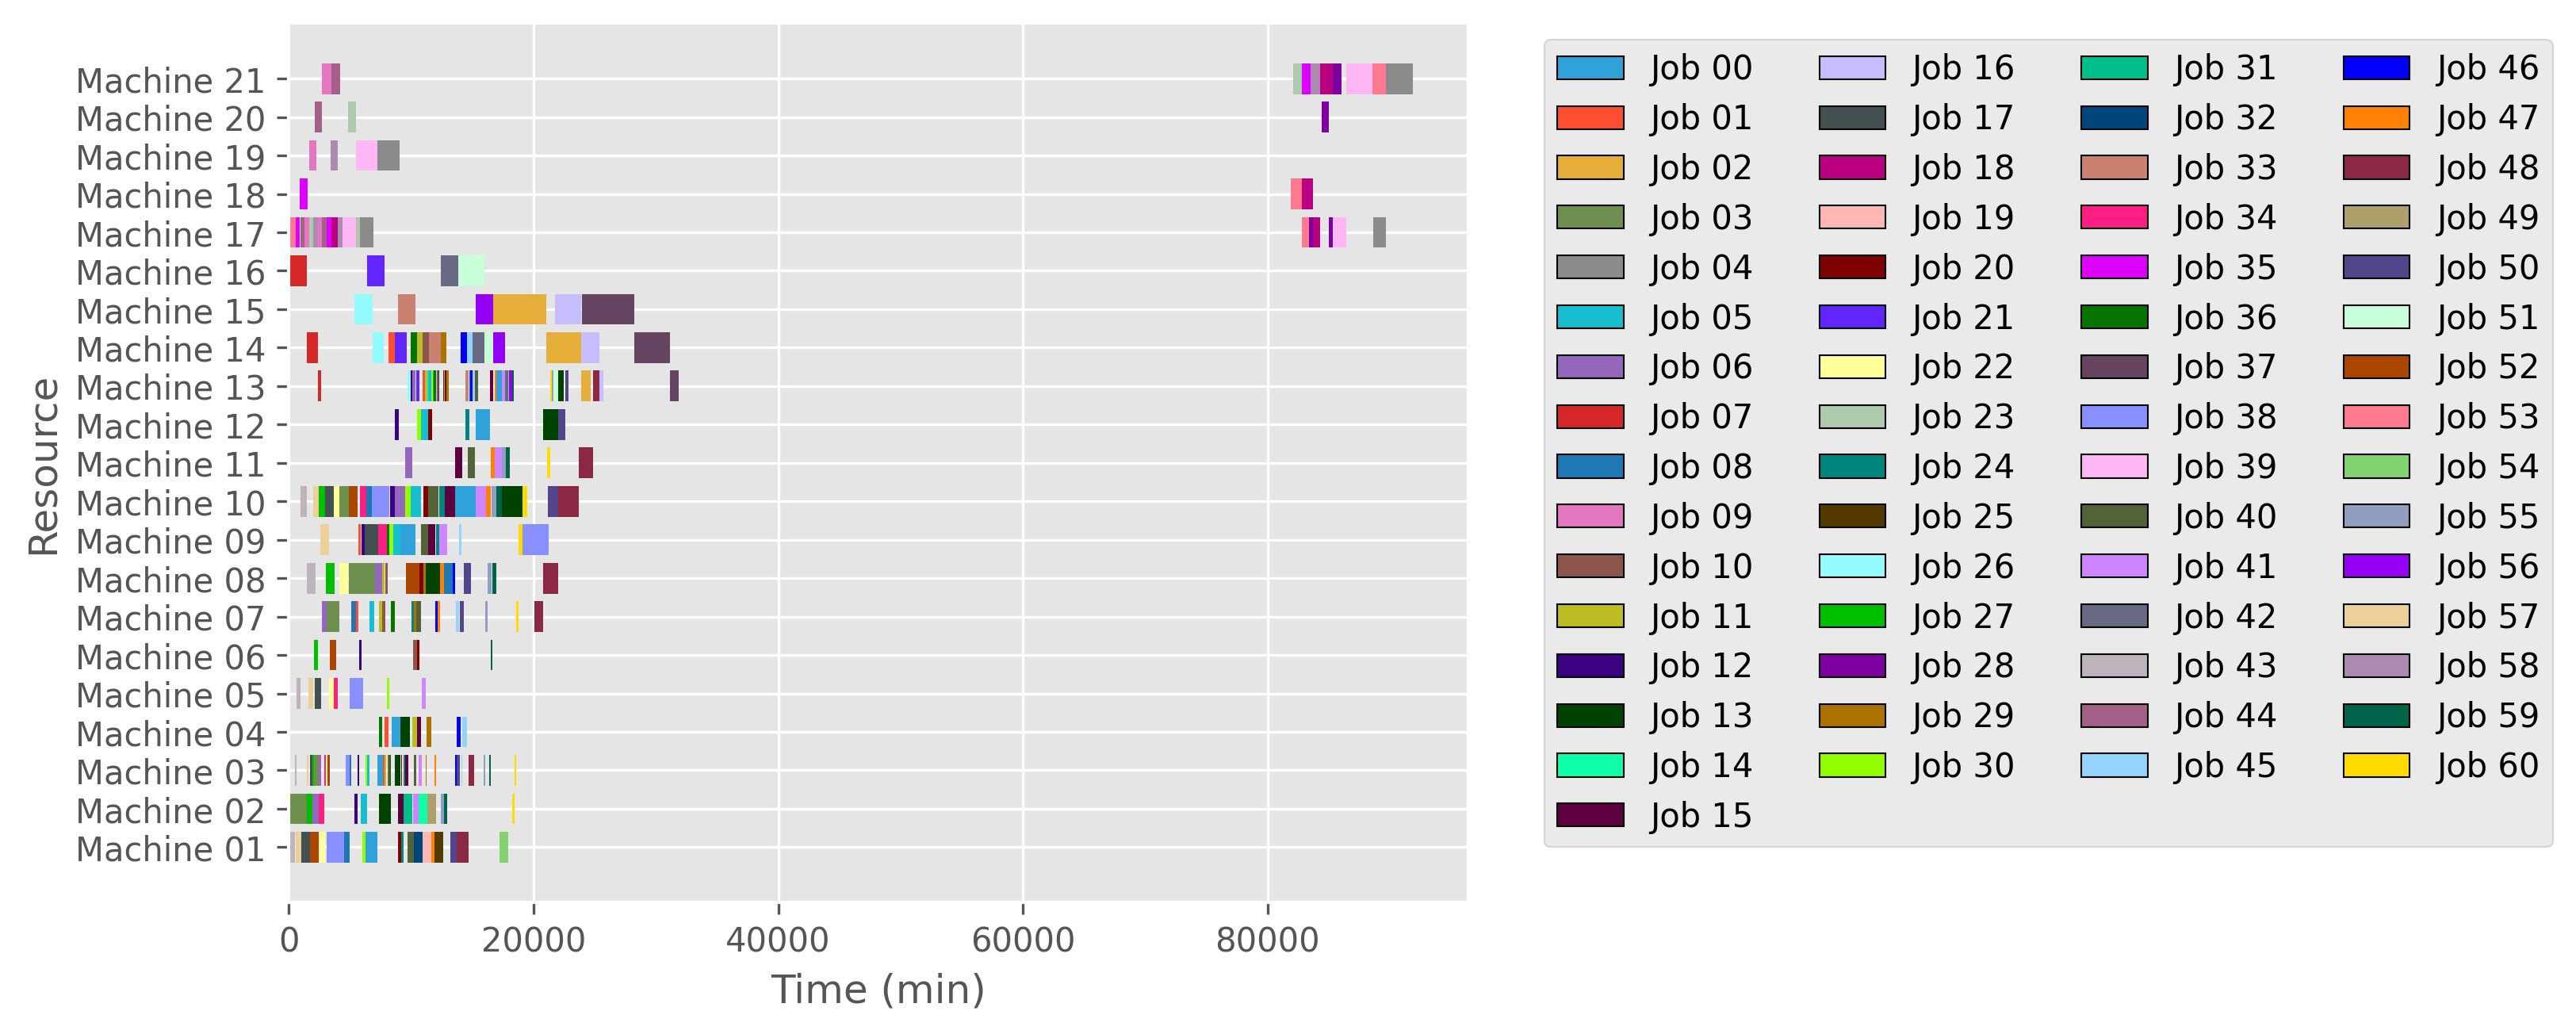 Machine 21
Machine 20
Machine 19
Machine 18
Machine 17
Machine 16
Machine 15
Machine 14
Machine 13
Machine 12
Machine 11
Machine 10
Machine 09
Machine 08
Machine 07
Machine 06
Machine 05
Machine 04
Machine 03
Machine 02
Machine 01
Resource
0 20000 40000 60000 80000
Time (min)
Job 00
Job 01
Job 02
Job 03
Job 04
Job 05
Job 06
Job 07
Job 08
Job 09
Job 10
Job 11
Job 12
Job 13
Job 14
Job 15
Job 16
Job 17
Job 18
Job 19
Job 20
Job 21
Job 22
Job 23
Job 24
Job 25
Job 26
Job 27
Job 28
Job 29
Job 30
Job 31
Job 32
Job 33
Job 34
Job 35
Job 36
Job 37
Job 38
Job 39
Job 40
Job 41
Job 42
Job 43
Job 44
Job 45
Job 46
Job 47
Job 48
Job 49
Job 50
Job 51
Job 52
Job 53
Job 54
Job 55
Job 56
Job 57
Job 58
Job 59
Job 60